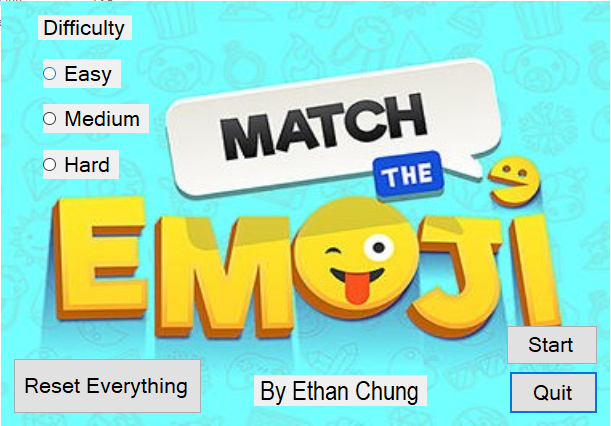 Difficulty
Easy
Medium
Hard
MATCH
THE
EMOJI
Start
Reset Everything
By Ethan Chung
Quit